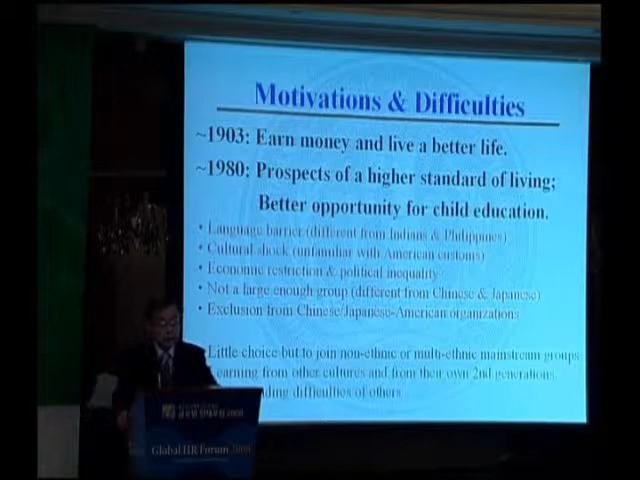 Motivations & Difficulties
~1903: Earn money and live a better life.
~1980: Prospects of a higher standard of living;
Better opportunity for child education.
• Language barrier (different from Indians & Philippines)
• Cultural shock (unfamiliar with American customs)
• Economic restriction & political inequality
• Not a large enough group (different from Chinese & Japanese)
• Exclusion from Chinese/Japanese-American organizations
Little choice but to join non-ethnic or multi-ethnic mainstream groups
Learning from other cultures and from their own 2nd generations.
difficulties of others
Global HR Forum 2008